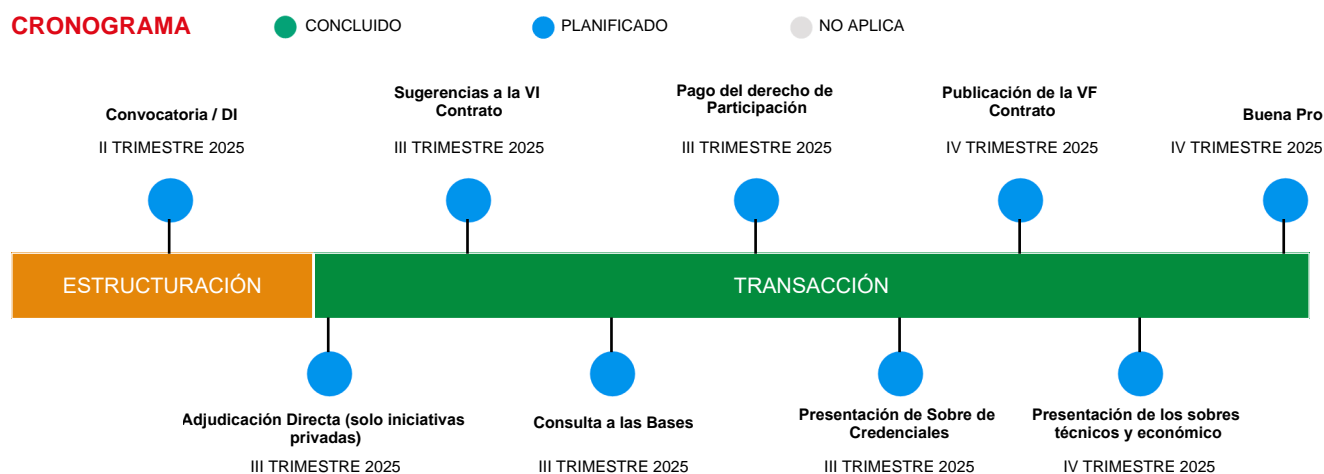 CRONOGRAMA
CONCLUIDO
PLANIFICADO
NO APLICA
Convocatoria / DI
II TRIMESTRE 2025
Sugerencias a la VI
Contrato
III TRIMESTRE 2025
Pago del derecho de
Participación
III TRIMESTRE 2025
Publicación de la VF
Contrato
IV TRIMESTRE 2025
Buena Pro
IV TRIMESTRE 2025
ESTRUCTURACIÓN
TRANSACCIÓN
Adjudicación Directa (solo iniciativas
privadas)
III TRIMESTRE 2025
Consulta a las Bases
III TRIMESTRE 2025
Presentación de Sobre de
Credenciales
III TRIMESTRE 2025
Presentación de los sobres
técnicos y económico
IV TRIMESTRE 2025